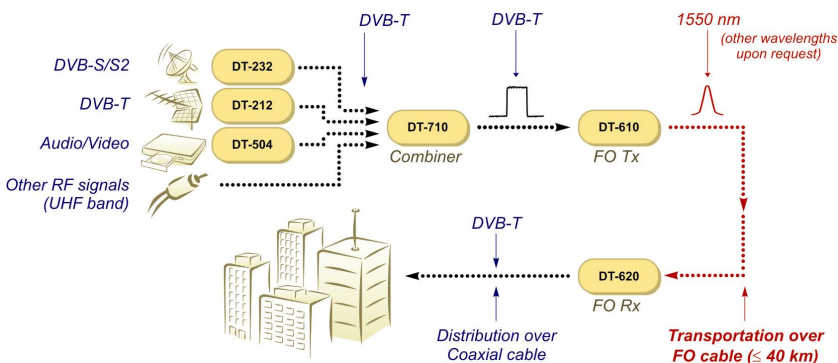 DVB-T
DVB-T
1550 nm
(other wavelengths
upon request)
DVB-S/S2
DT-232
DVB-T
DT-212
Audio/Video
DT-504
DT-710
Combiner
DT-610
FO Tx
Other RF signals
(UHF band)
DVB-T
DT-620
FO Rx
Distribution over
Coaxial cable
Transportation over
FO cable (≤ 40 km)